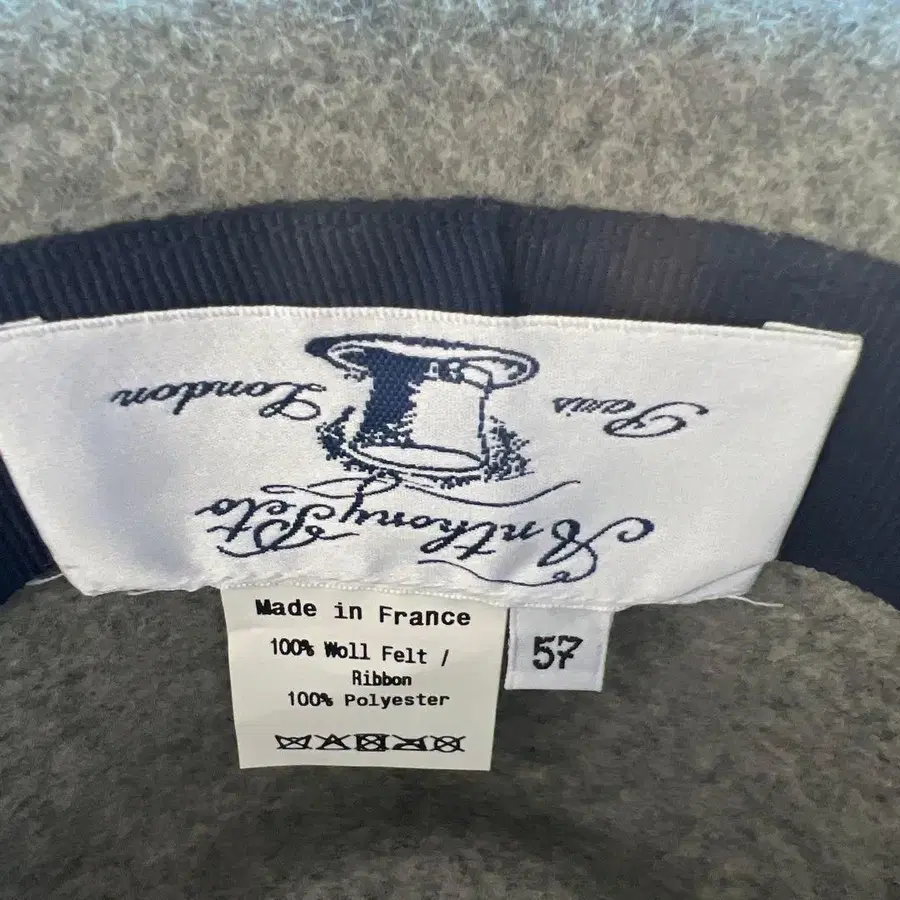 Anthony Peto
Paris London
Made in France
100% Woll Felt /
Ribbon
100% Polyester
57